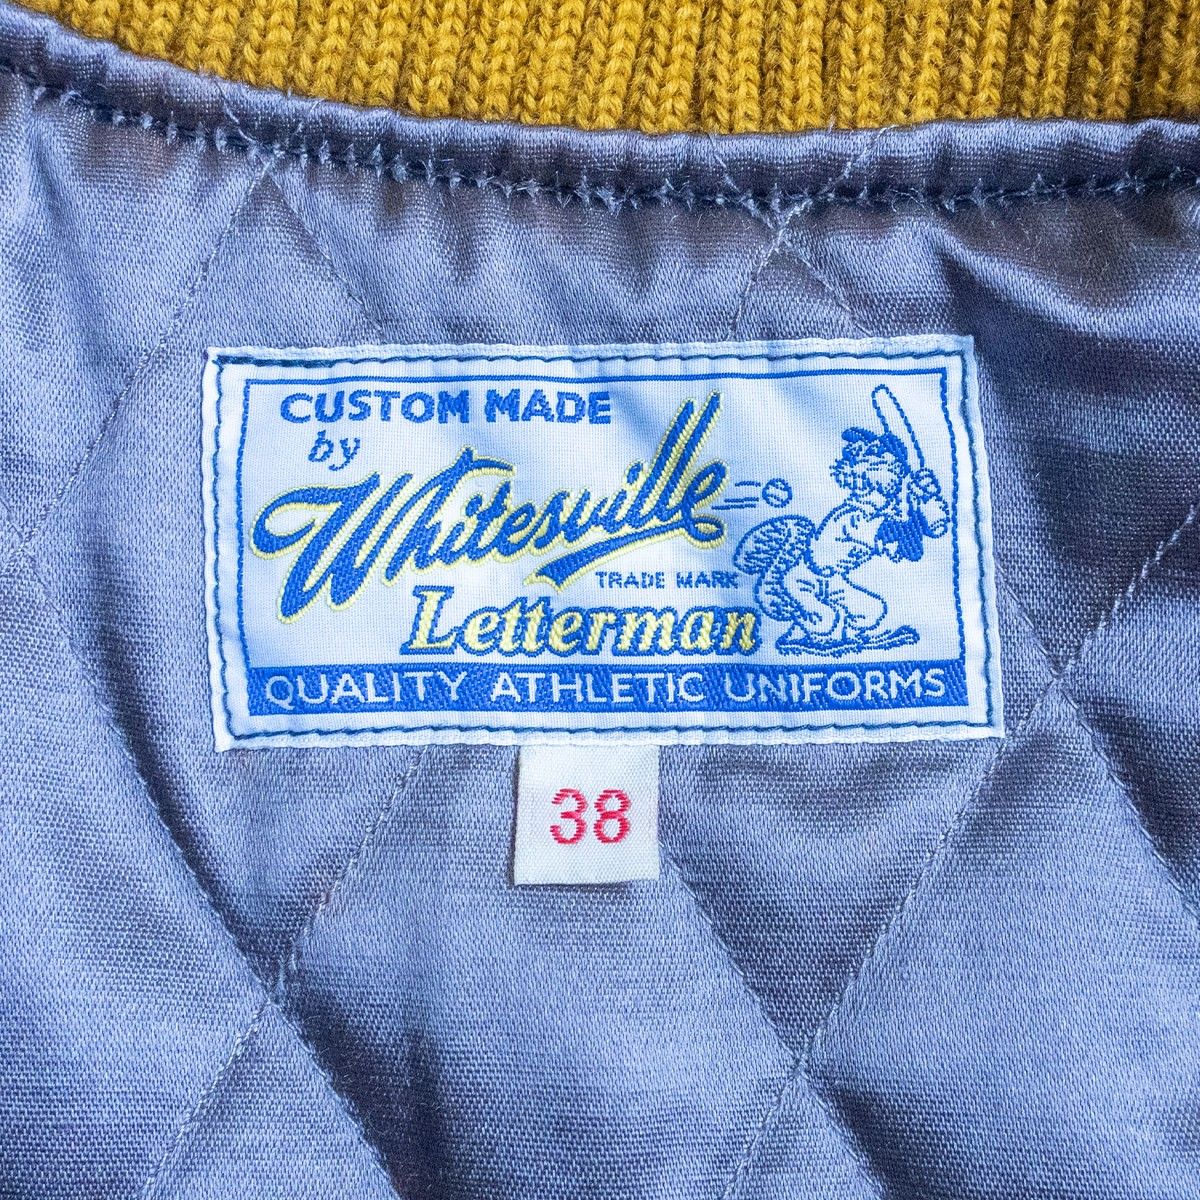 CUSTOM MADE
by
Whitesville
TRADE MARK
Letterman
QUALITY ATHLETIC UNIFORMS
38